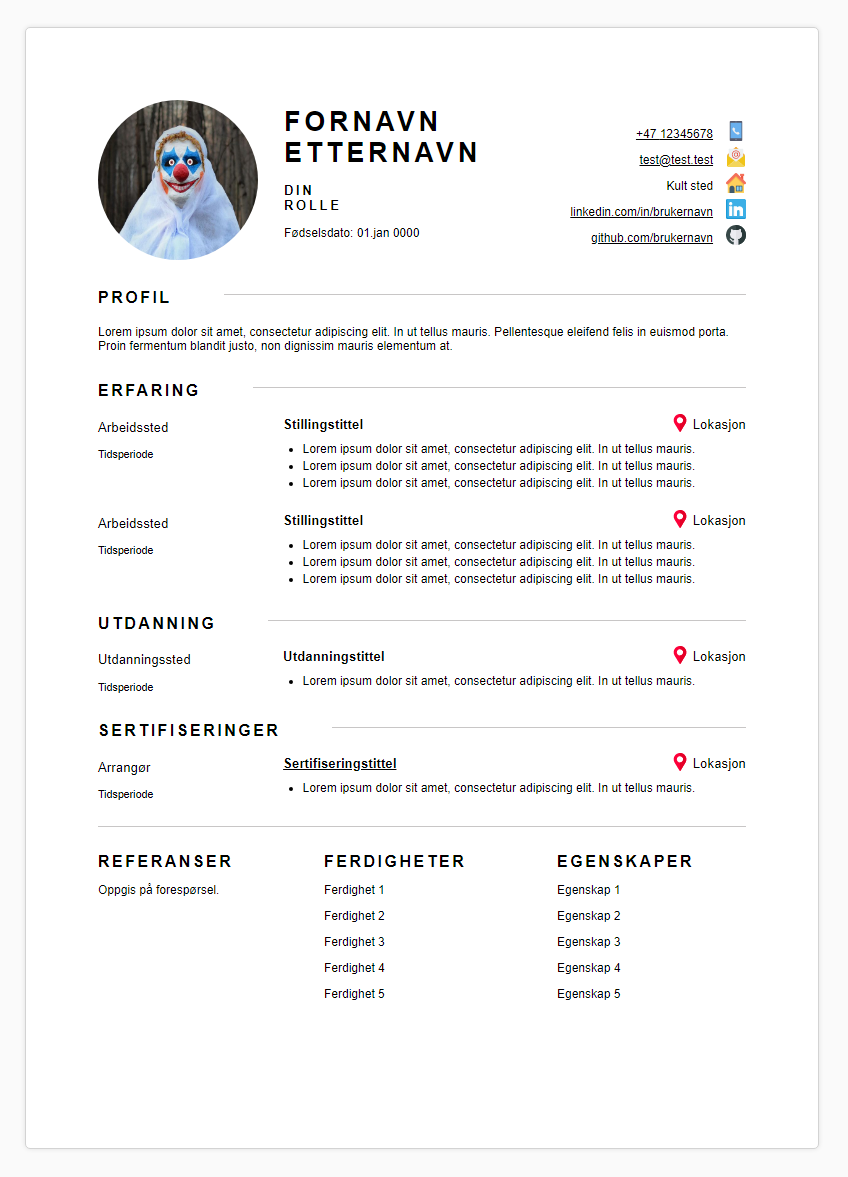 FORNAVN
ETTERNAVN
DIN
ROLLE
Fødselsdato: 01.jan 0000
+47 12345678
test@test.test
Kult sted
linkedin.com/in/brukernavn
github.com/brukernavn
PROFIL
Lorem ipsum dolor sit amet, consectetur adipiscing elit. In ut tellus mauris. Pellentesque eleifend felis in euismod porta.
Proin fermentum blandit justo, non dignissim mauris elementum at.
ERFARING
Arbeidssted
Tidsperiode
Stillingstittel
Lokasjon
• Lorem ipsum dolor sit amet, consectetur adipiscing elit. In ut tellus mauris.
• Lorem ipsum dolor sit amet, consectetur adipiscing elit. In ut tellus mauris.
• Lorem ipsum dolor sit amet, consectetur adipiscing elit. In ut tellus mauris.
Arbeidssted
Tidsperiode
Stillingstittel
Lokasjon
• Lorem ipsum dolor sit amet, consectetur adipiscing elit. In ut tellus mauris.
• Lorem ipsum dolor sit amet, consectetur adipiscing elit. In ut tellus mauris.
• Lorem ipsum dolor sit amet, consectetur adipiscing elit. In ut tellus mauris.
UTDANNING
Utdanningssted
Tidsperiode
Utdanningstittel
Lokasjon
• Lorem ipsum dolor sit amet, consectetur adipiscing elit. In ut tellus mauris.
SERTIFISERINGER
Arrangør
Tidsperiode
Sertifiseringstittel
Lokasjon
• Lorem ipsum dolor sit amet, consectetur adipiscing elit. In ut tellus mauris.
REFERANSER
Oppgis på forespørsel.
FERDIGHETER
Ferdighet 1
Ferdighet 2
Ferdighet 3
Ferdighet 4
Ferdighet 5
EGENSKAPER
Egenskap 1
Egenskap 2
Egenskap 3
Egenskap 4
Egenskap 5